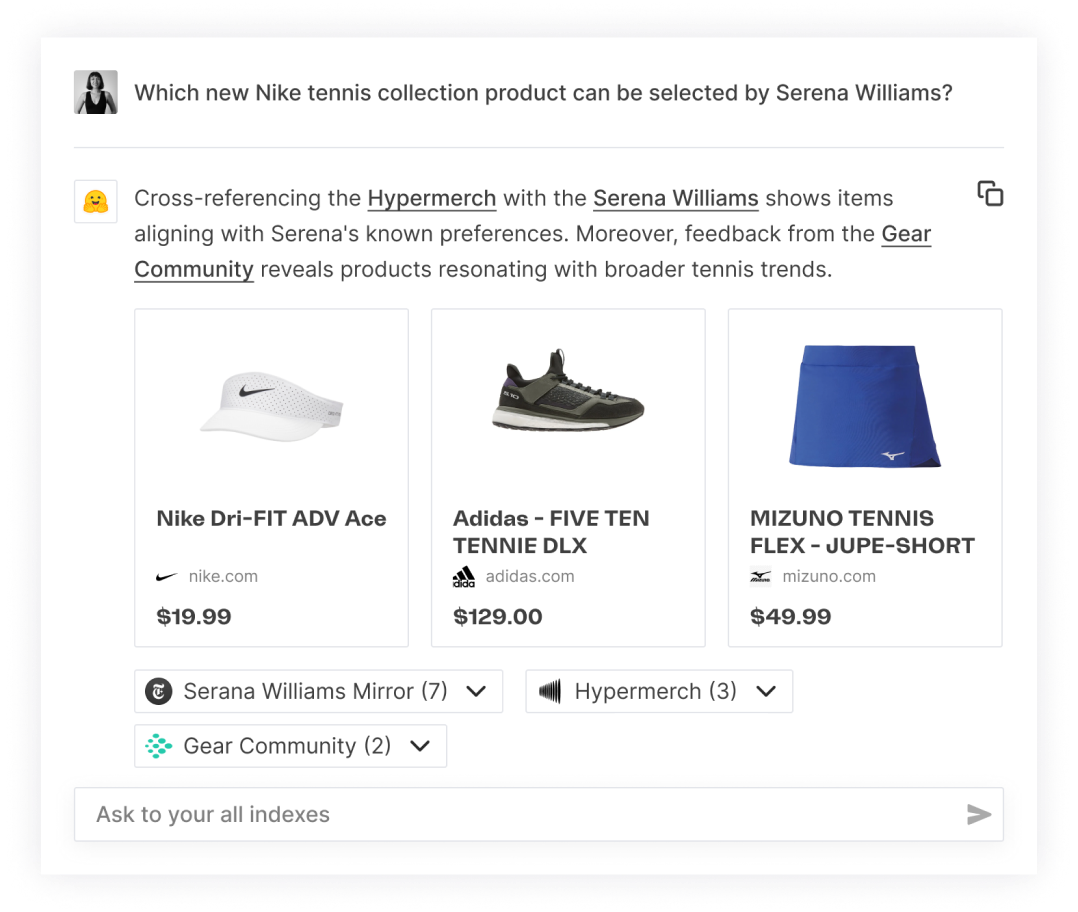 Which new Nike tennis collection product can be selected by Serena Williams?
Cross-referencing the Hypermerch with the Serena Williams shows items
aligning with Serena's known preferences. Moreover, feedback from the Gear
Community reveals products resonating with broader tennis trends.
5.10
Nike Dri-FIT ADV Ace
nike.com
$19.99
Adidas - FIVE TEN
TENNIE DLX
adidas.com
$129.00
MIZUNO TENNIS
FLEX - JUPE-SHORT
mizuno.com
$49.99
Serana Williams Mirror (7)
Hypermerch (3)
Gear Community (2)
Ask to your all indexes